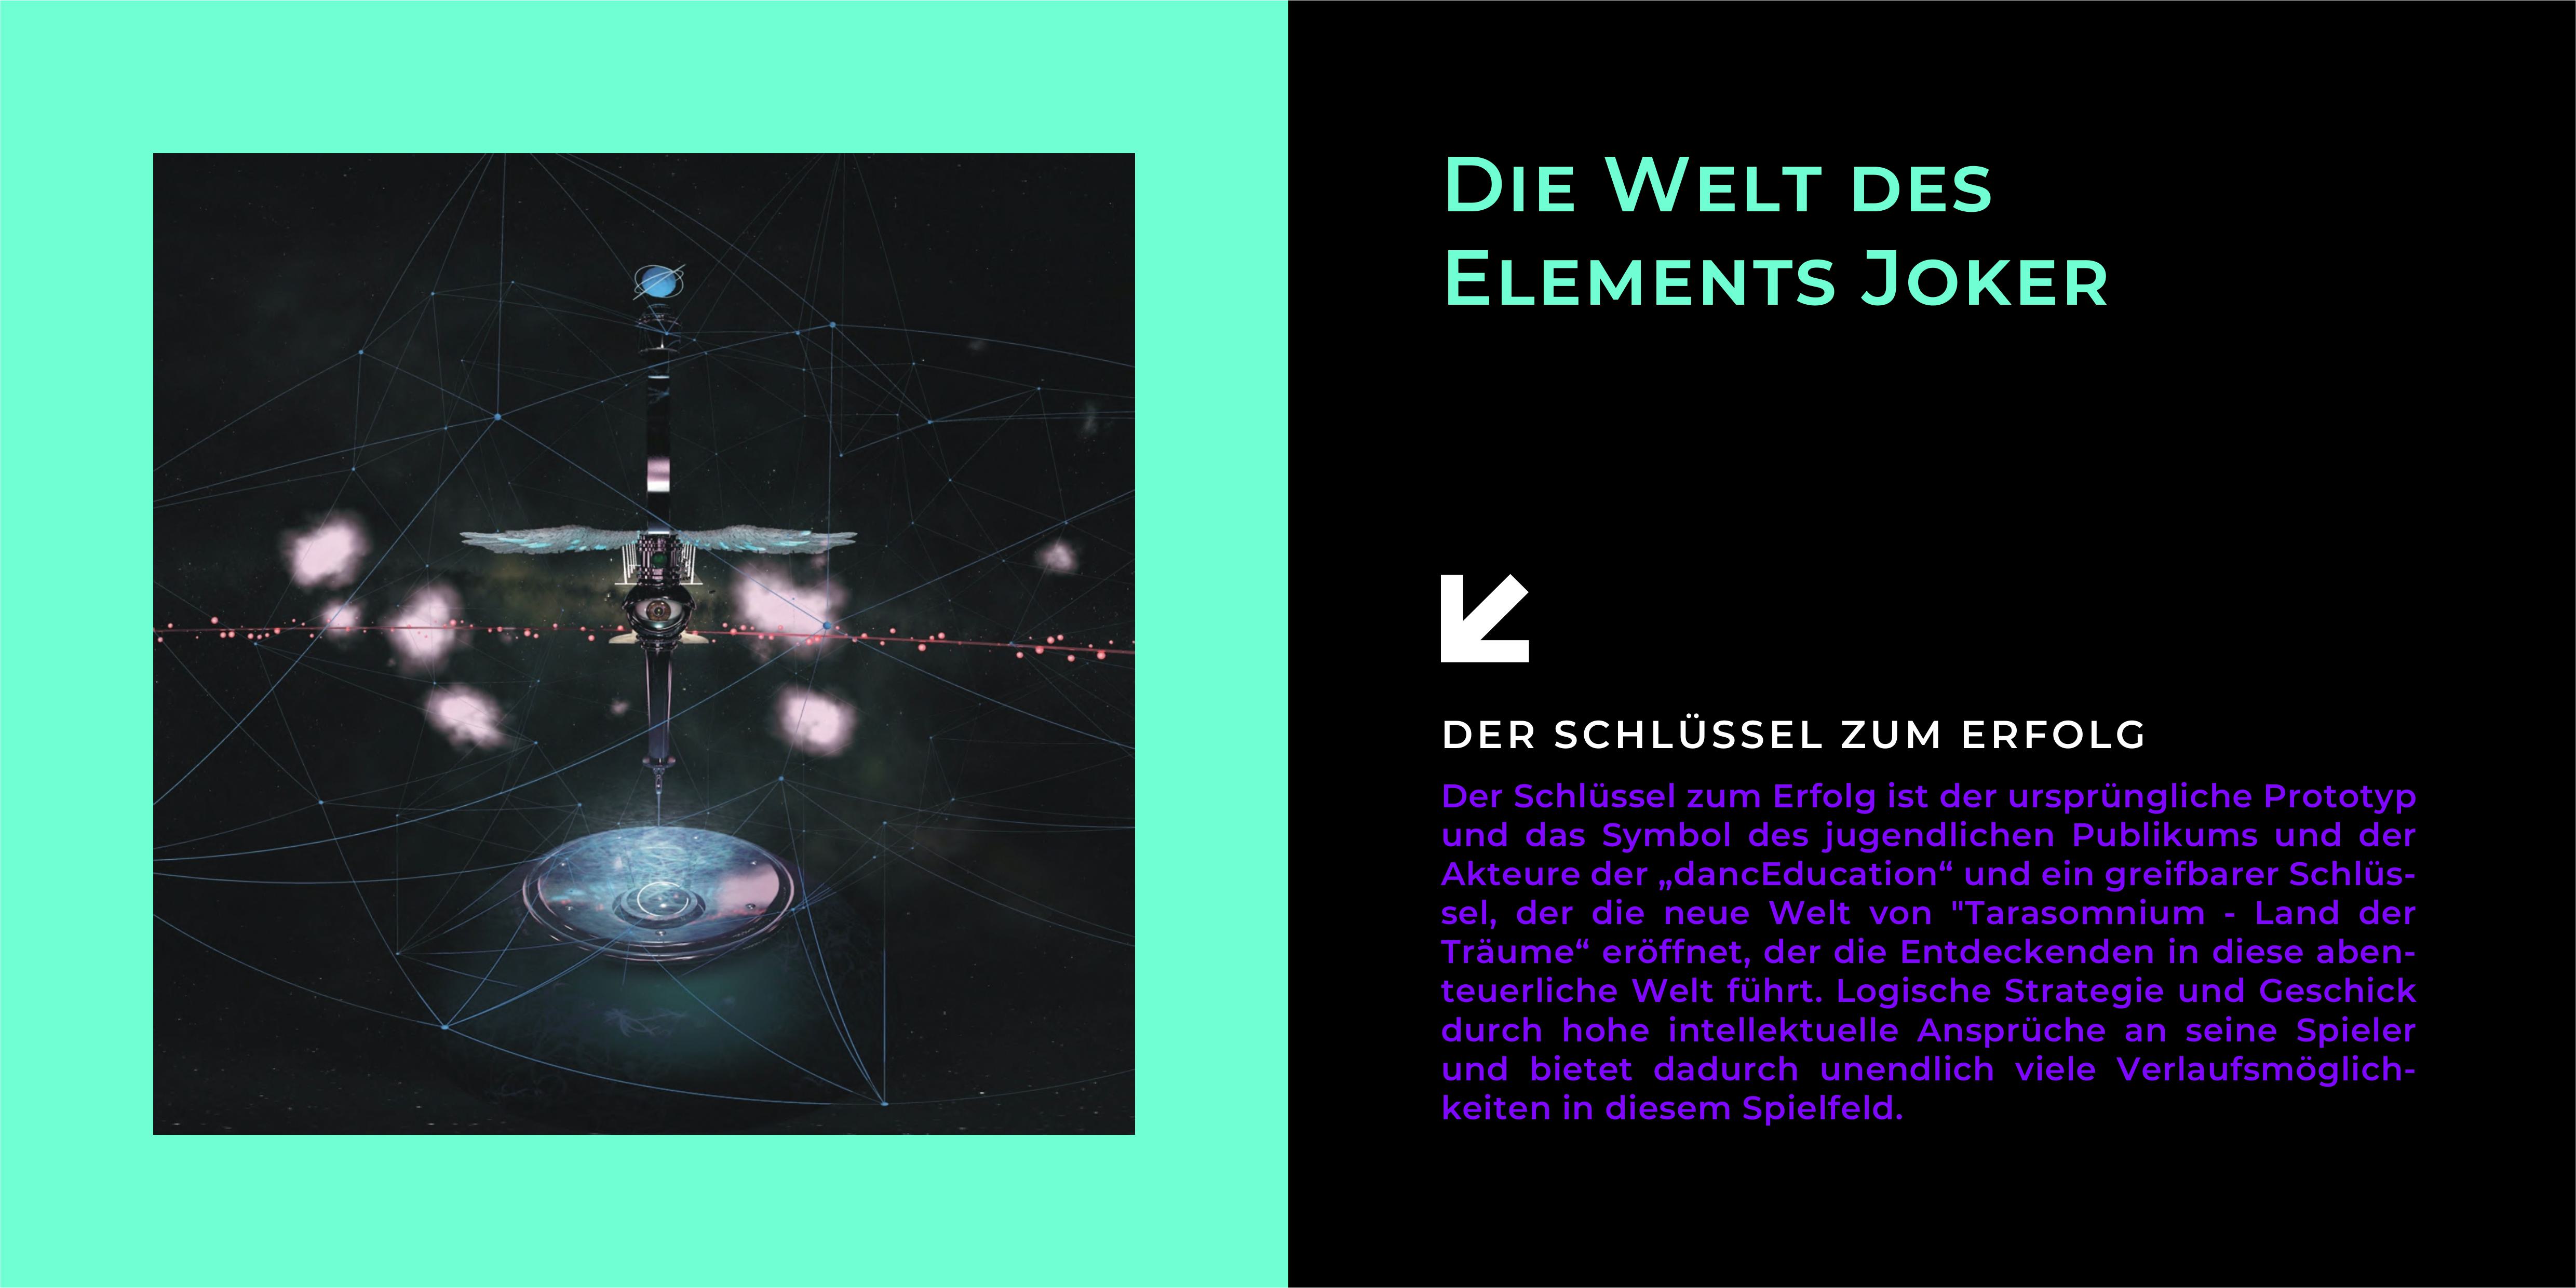 Die Welt des
Elements Joker
DER SCHLÜSSEL ZUM ERFOLG
Der Schlüssel zum Erfolg ist der ursprüngliche Prototyp
und das Symbol des jugendlichen Publikums und der
Akteure der „dancEducation“ und ein greifbarer Schlüs-
sel, der die neue Welt von "Tarasomnium - Land der
Träume“ eröffnet, der die Entdeckenden in diese aben-
teuerliche Welt führt. Logische Strategie und Geschick
durch hohe intellektuelle Ansprüche an seine Spieler
und bietet dadurch unendlich viele Verlaufsmöglich-
keiten in diesem Spielfeld.